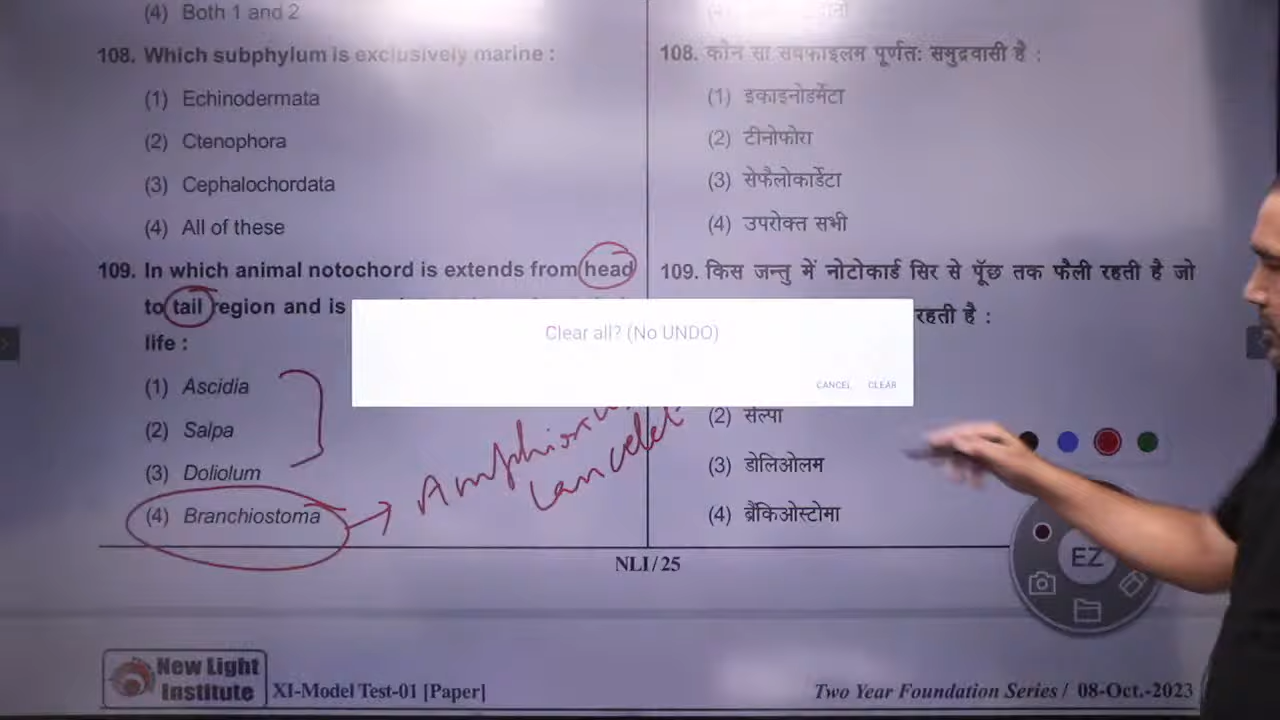 (4) Both 1 and 2
108. Which subphylum is exclusively marine :
(1) Echinodermata
(2) Ctenophora
(3) Cephalochordata
(4) All of these
109. In which animal notochord is extends from head
to tail region and is
life :
(1) Ascidia
(2) Salpa
(3) Doliolum
(4) Branchiostoma
Amphioxus
Lancelet
108. कौन सा सबफाइलम पूर्णतः समुद्रवासी है :
(1) इकाइनोडर्मेटा
(2) टीनोफोरा
(3) सेफैलोकार्डेटा
(4) उपरोक्त सभी
109. किस जन्तु में नोटोकार्ड सिर से पूँछ तक फैली रहती है जो
रहती है :
(2) सेल्पा
(3) डोलिओलम
(4) ब्रैंकिओस्टोमा
Clear all? (No UNDO)
CANCEL CLEAR
EZ
NLI/25
New Light
Institute
XI-Model Test-01 [Paper]
Two Year Foundation Series / 08-Oct.-2023